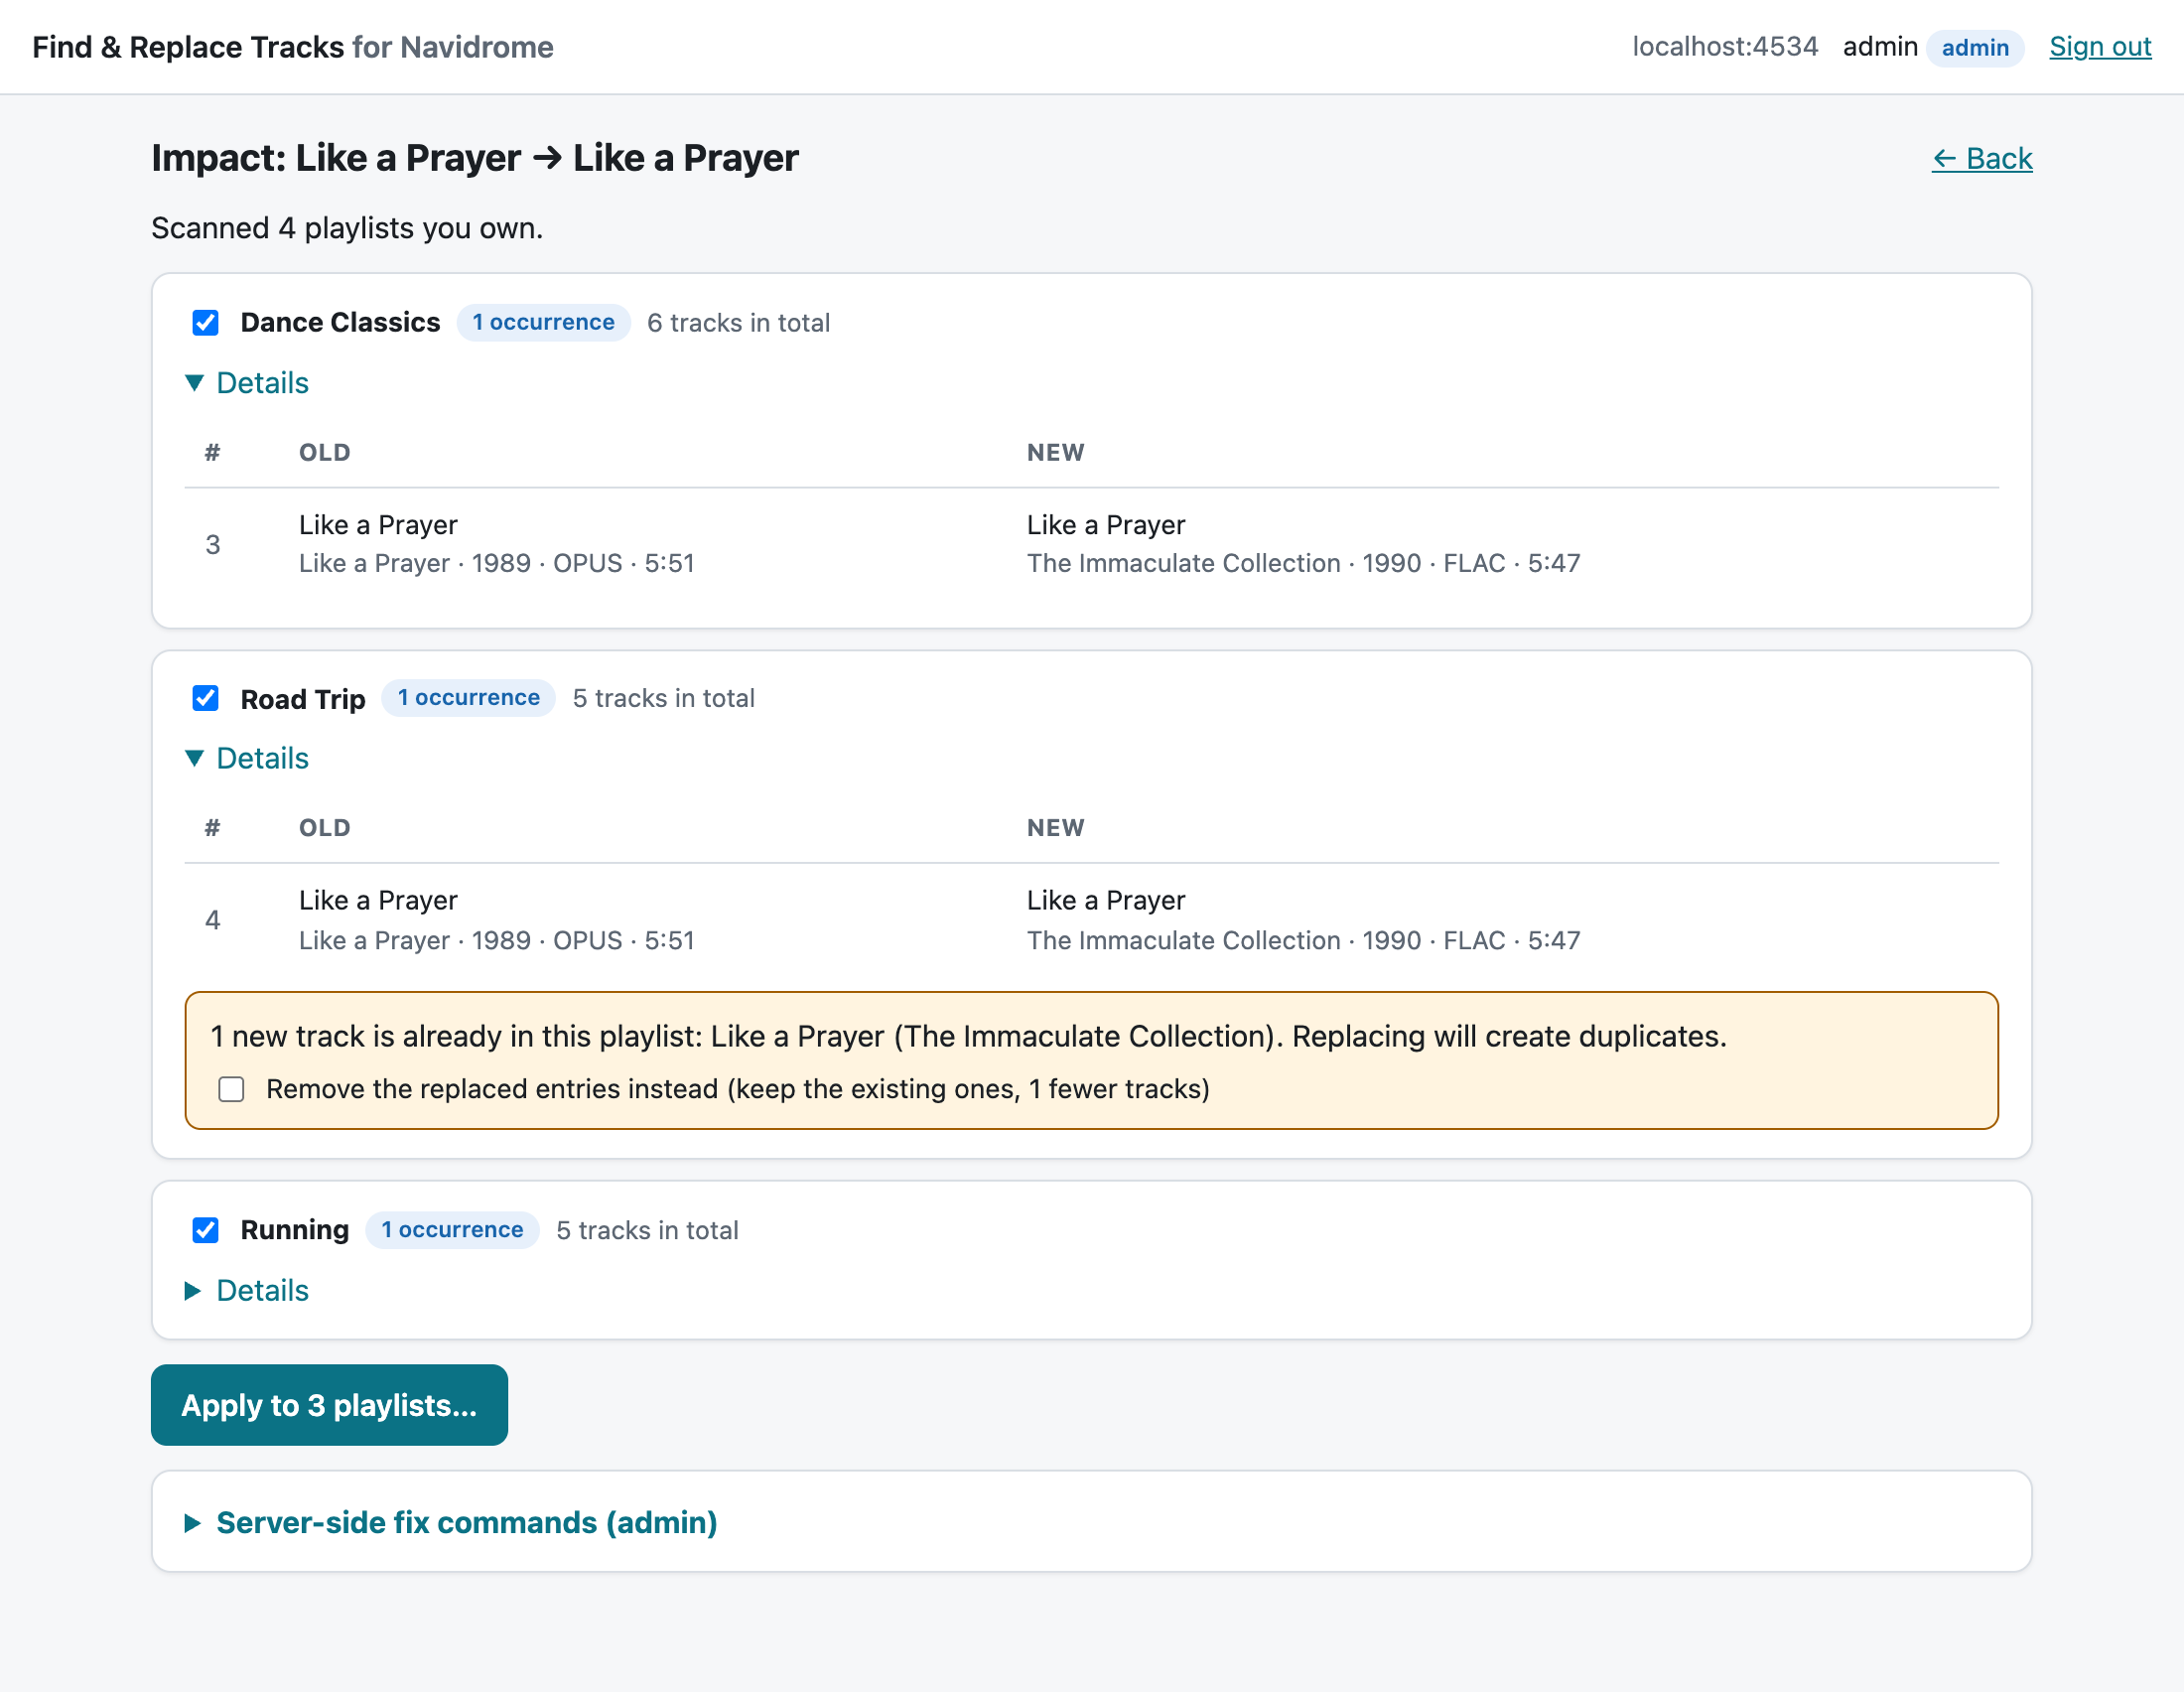 Find & Replace Tracks for Navidrome
localhost:4534 admin admin Sign out
Impact: Like a Prayer → Like a Prayer
← Back
Scanned 4 playlists you own.
Dance Classics 1 occurrence 6 tracks in total
▼ Details
# OLD NEW
3
Like a Prayer
Like a Prayer · 1989 · OPUS · 5:51
Like a Prayer
The Immaculate Collection · 1990 · FLAC · 5:47
Road Trip 1 occurrence 5 tracks in total
▼ Details
# OLD NEW
4
Like a Prayer
Like a Prayer · 1989 · OPUS · 5:51
Like a Prayer
The Immaculate Collection · 1990 · FLAC · 5:47
1 new track is already in this playlist: Like a Prayer (The Immaculate Collection). Replacing will create duplicates.
Remove the replaced entries instead (keep the existing ones, 1 fewer tracks)
Running 1 occurrence 5 tracks in total
▶ Details
Apply to 3 playlists...
▶ Server-side fix commands (admin)